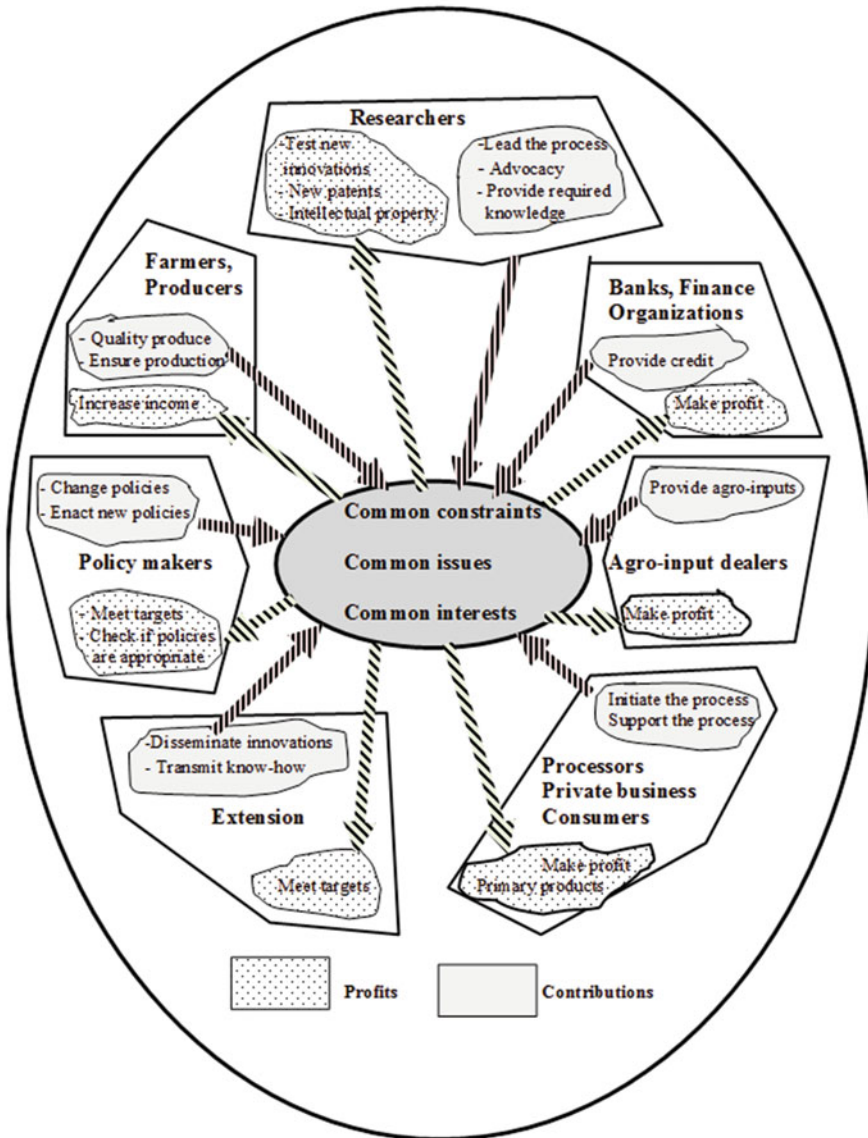 Researchers
-Test new
innovations
- New patents
- Intellectual property
-Lead the process
- Advocacy
- Provide required
knowledge
Farmers,
Producers
- Quality produce
- Ensure production
Increase income
Banks, Finance
Organizations
Provide credit
Make profit
- Change policies
- Enact new policies
Policy makers
- Meet targets
- Check if policies
are appropriate
Common constraints
Common issues
Common interests
Provide agro-inputs
Agro-input dealers
Make profit
-Disseminate innovations
- Transmit know-how
Extension
Meet targets
Initiate the process
Support the process
Processors
Private business
Consumers
Make profit
Primary products
Profits
Contributions